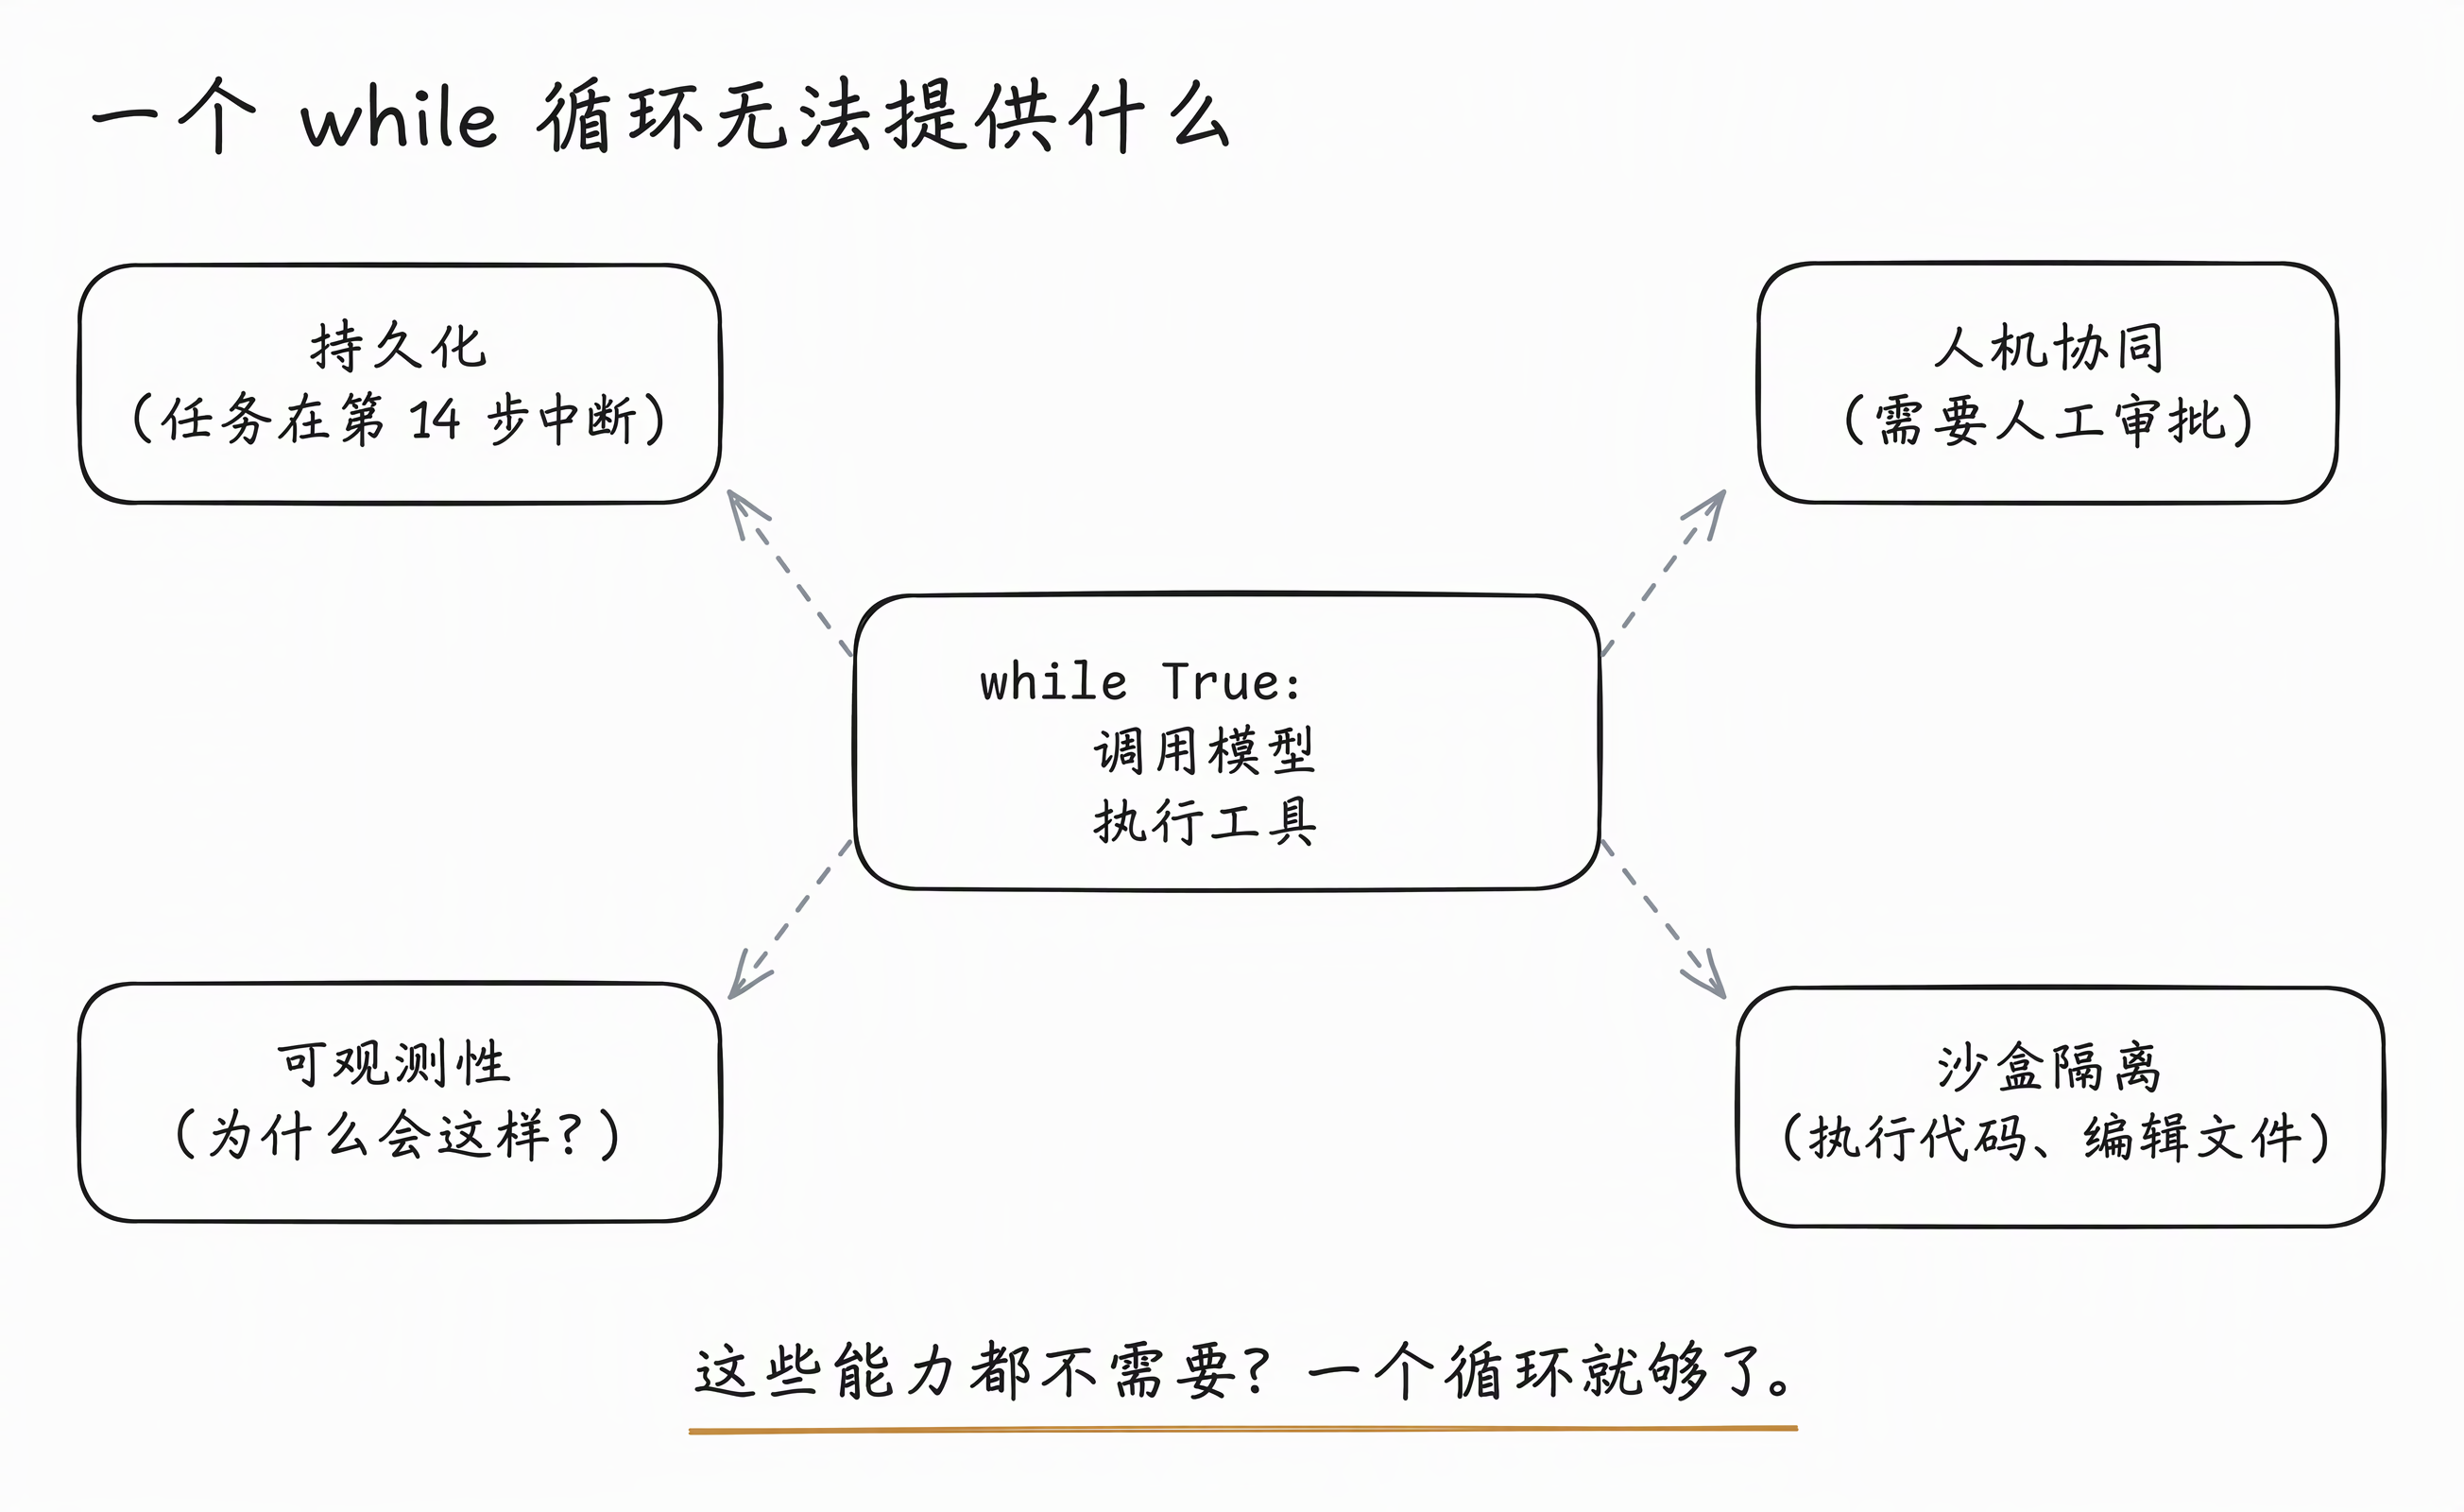 一个 while 循环无法提供什么
持久化
(任务在第 14 步中断)
人机协同
(需要人工审批)
while True:
调用模型
执行工具
可观测性
(为什么会这样?)
沙盒隔离
(执行代码、编辑文件)
这些能力都不需要? 一个循环就够了。